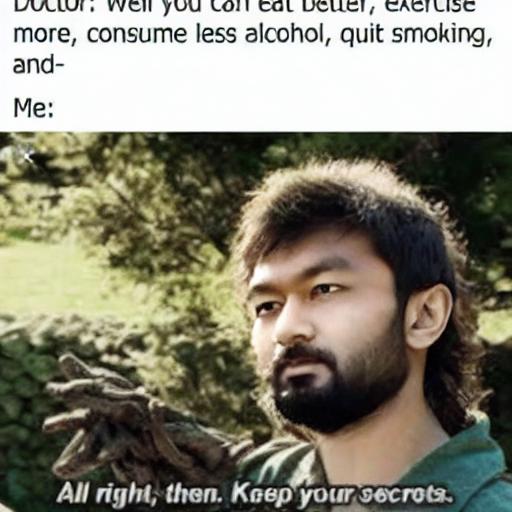 Doctor: Well you can eat better, exercise
more, consume less alcohol, quit smoking,
and-
Me:
All right, then. Keep your secrets.